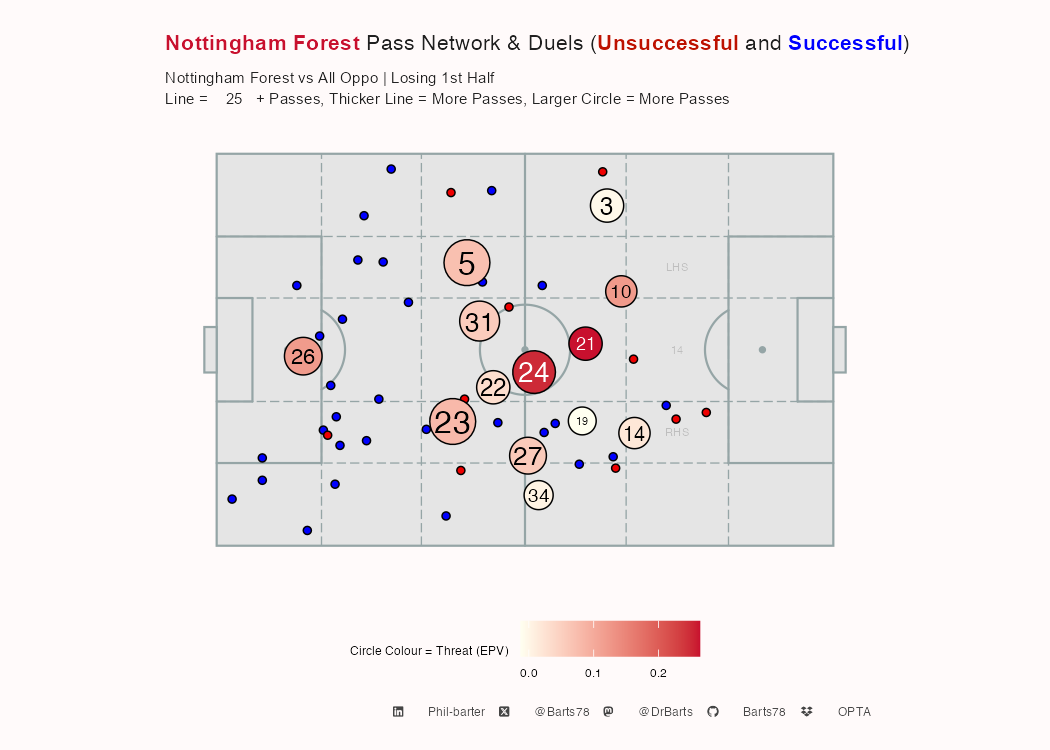 Nottingham Forest Pass Network & Duels (Unsuccessful and Successful)
Nottingham Forest vs All Oppo | Losing 1st Half
Line = 25 + Passes, Thicker Line = More Passes, Larger Circle = More Passes
3
5
LHS
10
31
21
14
26
24
22
23
19
14
RHS
27
34
Circle Colour = Threat (EPV)
0.0 0.1 0.2
Phil-barter @Barts78 @DrBarts Barts78 OPTA